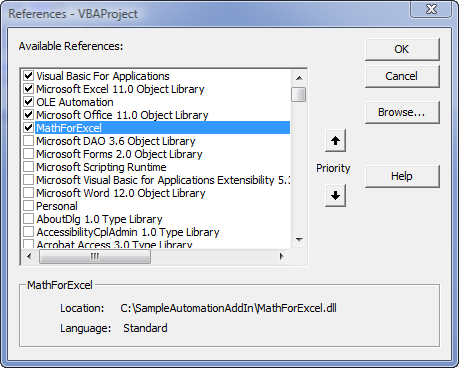 References - VBAProject
Available References:
Visual Basic For Applications
Microsoft Excel 11.0 Object Library
OLE Automation
Microsoft Office 11.0 Object Library
MathForExcel
Microsoft DAO 3.6 Object Library
Microsoft Forms 2.0 Object Library
Microsoft Scripting Runtime
Microsoft Visual Basic for Applications Extensibility 5.3
Microsoft Word 12.0 Object Library
Personal
AboutDlg 1.0 Type Library
AccessibilityCplAdmin 1.0 Type Library
Acrobat Access 3.0 Type Library
OK
Cancel
Browse...
Priority
Help
MathForExcel
Location: C:\SampleAutomationAddIn\MathForExcel.dll
Language: Standard